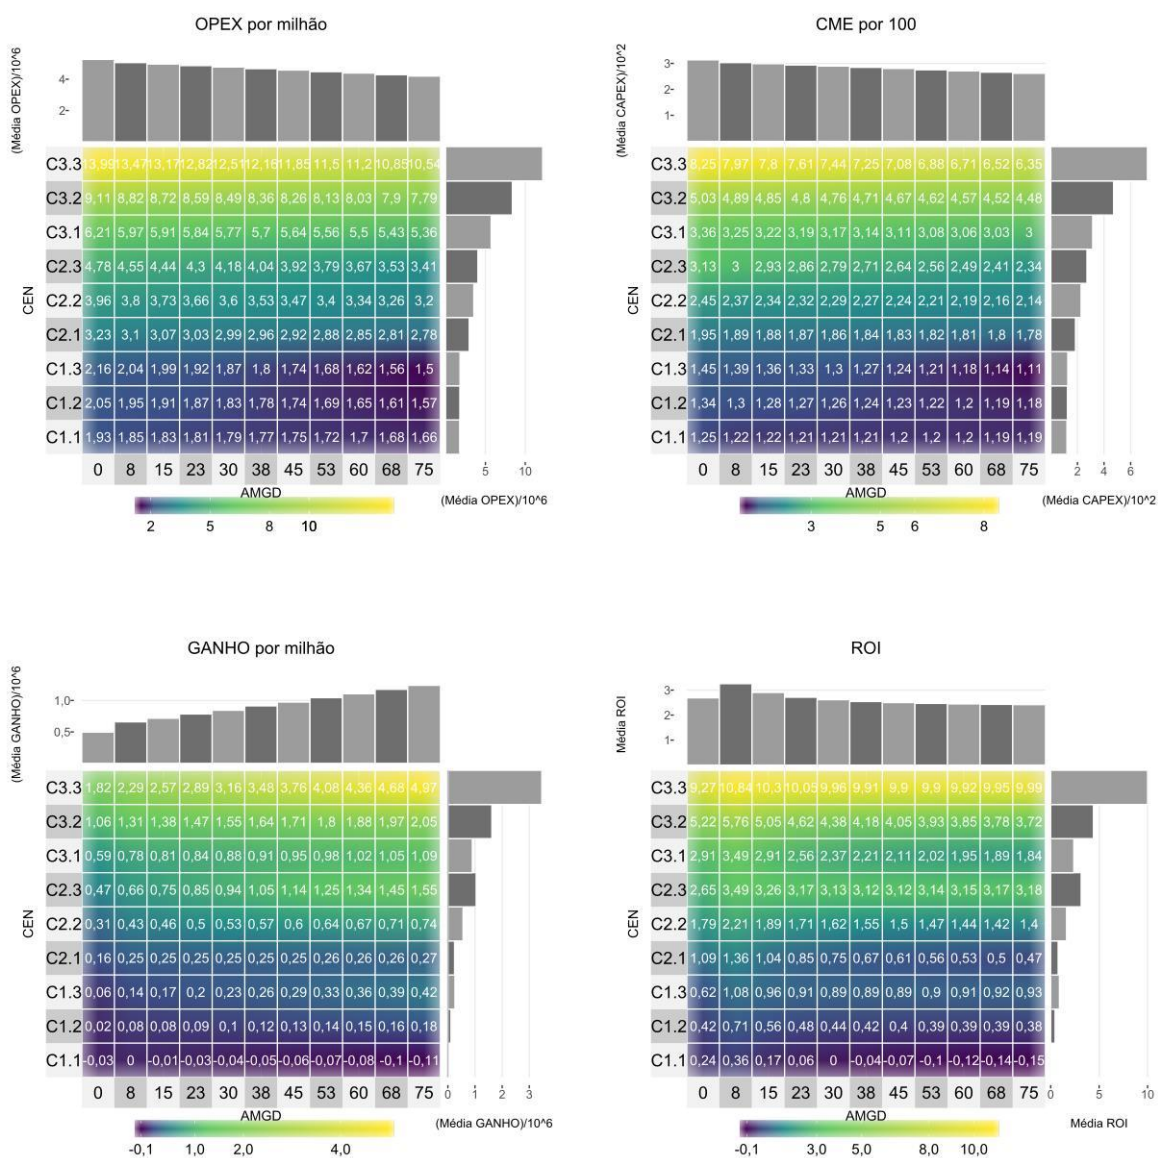 OPEX por milhão
(Média OPEX)/10^6
4-
2-
C3.3 13,99 13,47 13,17 12,82 12,51 12,16 11,85 11,5 11,2 10,85 10,54
C3.2 9,11 8,82 8,72 8,59 8,49 8,36 8,26 8,13 8,03 7,9 7,79
C3.1 6,21 5,97 5,91 5,84 5,77 5,7 5,64 5,56 5,5 5,43 5,36
C2.3 4,78 4,55 4,44 4,3 4,18 4,04 3,92 3,79 3,67 3,53 3,41
CEN
C2.2 3,96 3,8 3,73 3,66 3,6 3,53 3,47 3,4 3,34 3,26 3,2
C2.1 3,23 3,1 3,07 3,03 2,99 2,96 2,92 2,88 2,85 2,81 2,78
C1.3 2,16 2,04 1,99 1,92 1,87 1,8 1,74 1,68 1,62 1,56 1,5
C1.2 2,05 1,95 1,91 1,87 1,83 1,78 1,74 1,69 1,65 1,61 1,57
C1.1 1,93 1,85 1,83 1,81 1,79 1,77 1,75 1,72 1,7 1,68 1,66
0 8 15 23 30 38 45 53 60 68 75
5 10
AMGD
(Média OPEX)/10^6
2 5 8 10
CME por 100
(Média CAPEX)/10^2
3-
2-
1-
C3.3 8,25 7,97 7,8 7,61 7,44 7,25 7,08 6,88 6,71 6,52 6,35
C3.2 5,03 4,89 4,85 4,8 4,76 4,71 4,67 4,62 4,57 4,52 4,48
C3.1 3,36 3,25 3,22 3,19 3,17 3,14 3,11 3,08 3,06 3,03 3
C2.3 3,13 3 2,93 2,86 2,79 2,71 2,64 2,56 2,49 2,41 2,34
CEN
C2.2 2,45 2,37 2,34 2,32 2,29 2,27 2,24 2,21 2,19 2,16 2,14
C2.1 1,95 1,89 1,88 1,87 1,86 1,84 1,83 1,82 1,81 1,8 1,78
C1.3 1,45 1,39 1,36 1,33 1,3 1,27 1,24 1,21 1,18 1,14 1,11
C1.2 1,34 1,3 1,28 1,27 1,26 1,24 1,23 1,22 1,2 1,19 1,18
C1.1 1,25 1,22 1,22 1,21 1,21 1,21 1,2 1,2 1,2 1,19 1,19
0 8 15 23 30 38 45 53 60 68 75
2 4 6
AMGD
(Média CAPEX)/10^2
3 5 6 8
GANHO por milhão
(Média GANHO)/10^6
1,0-
0,5-
C3.3 1,82 2,29 2,57 2,89 3,16 3,48 3,76 4,08 4,36 4,68 4,97
C3.2 1,06 1,31 1,38 1,47 1,55 1,64 1,71 1,8 1,88 1,97 2,05
C3.1 0,59 0,78 0,81 0,84 0,88 0,91 0,95 0,98 1,02 1,05 1,09
C2.3 0,47 0,66 0,75 0,85 0,94 1,05 1,14 1,25 1,34 1,45 1,55
CEN
C2.2 0,31 0,43 0,46 0,5 0,53 0,57 0,6 0,64 0,67 0,71 0,74
C2.1 0,16 0,25 0,25 0,25 0,25 0,25 0,25 0,26 0,26 0,26 0,27
C1.3 0,06 0,14 0,17 0,2 0,23 0,26 0,29 0,33 0,36 0,39 0,42
C1.2 0,02 0,08 0,08 0,09 0,1 0,12 0,13 0,14 0,15 0,16 0,18
C1.1 -0,03 0 -0,01 -0,03 -0,04 -0,05 -0,06 -0,07 -0,08 -0,1 -0,11
0 8 15 23 30 38 45 53 60 68 75
0 1 2 3
AMGD
(Média GANHO)/10^6
-0,1 1,0 2,0 4,0
ROI
Média ROI
3-
2-
1-
C3.3 9,27 10,84 10,3 10,05 9,96 9,91 9,9 9,9 9,92 9,95 9,99
C3.2 5,22 5,76 5,05 4,62 4,38 4,18 4,05 3,93 3,85 3,78 3,72
C3.1 2,91 3,49 2,91 2,56 2,37 2,21 2,11 2,02 1,95 1,89 1,84
C2.3 2,65 3,49 3,26 3,17 3,13 3,12 3,12 3,14 3,15 3,17 3,18
CEN
C2.2 1,79 2,21 1,89 1,71 1,62 1,55 1,5 1,47 1,44 1,42 1,4
C2.1 1,09 1,36 1,04 0,85 0,75 0,67 0,61 0,56 0,53 0,5 0,47
C1.3 0,62 1,08 0,96 0,91 0,89 0,89 0,89 0,9 0,91 0,92 0,93
C1.2 0,42 0,71 0,56 0,48 0,44 0,42 0,4 0,39 0,39 0,39 0,38
C1.1 0,24 0,36 0,17 0,06 0 -0,04 -0,07 -0,1 -0,12 -0,14 -0,15
0 8 15 23 30 38 45 53 60 68 75
0 5 10
AMGD
Média ROI
-0,1 3,0 5,0 8,0 10,0